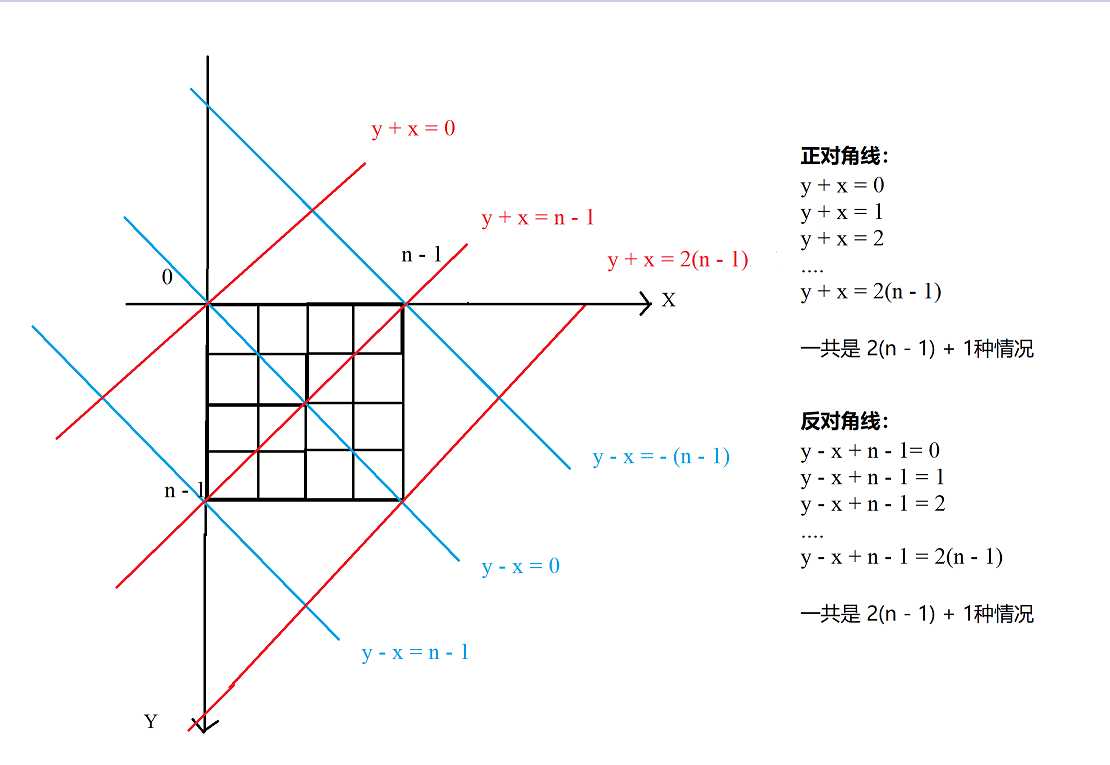 y + x = 0
y + x = n - 1
n - 1
y + x = 2(n - 1)
0
X
n - 1
y - x = - (n - 1)
y - x = 0
y - x = n - 1
Y
正对角线：
y + x = 0
y + x = 1
y + x = 2
....
y + x = 2(n - 1)
一共是 2(n - 1) + 1种情况
反对角线：
y - x + n - 1= 0
y - x + n - 1 = 1
y - x + n - 1 = 2
....
y - x + n - 1 = 2(n - 1)
一共是 2(n - 1) + 1种情况